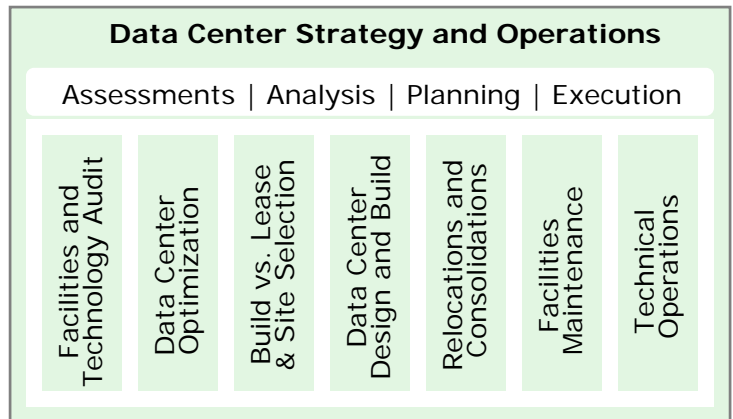 Data Center Strategy and Operations
Assessments | Analysis | Planning | Execution
Facilities and
Technology Audit
Data Center
Optimization
Build vs. Lease
& Site Selection
Data Center
Design and Build
Relocations and
Consolidations
Facilities
Maintenance
Technical
Operations